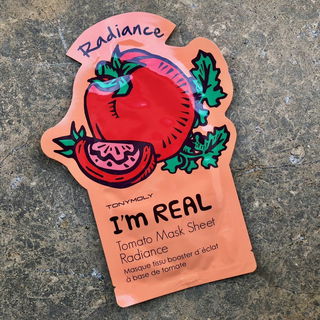 Radiance
TONYMOLY
I'm REAL
Tomato Mask Sheet
Radiance
Masque tissu booster d'éclat
à base de tomate